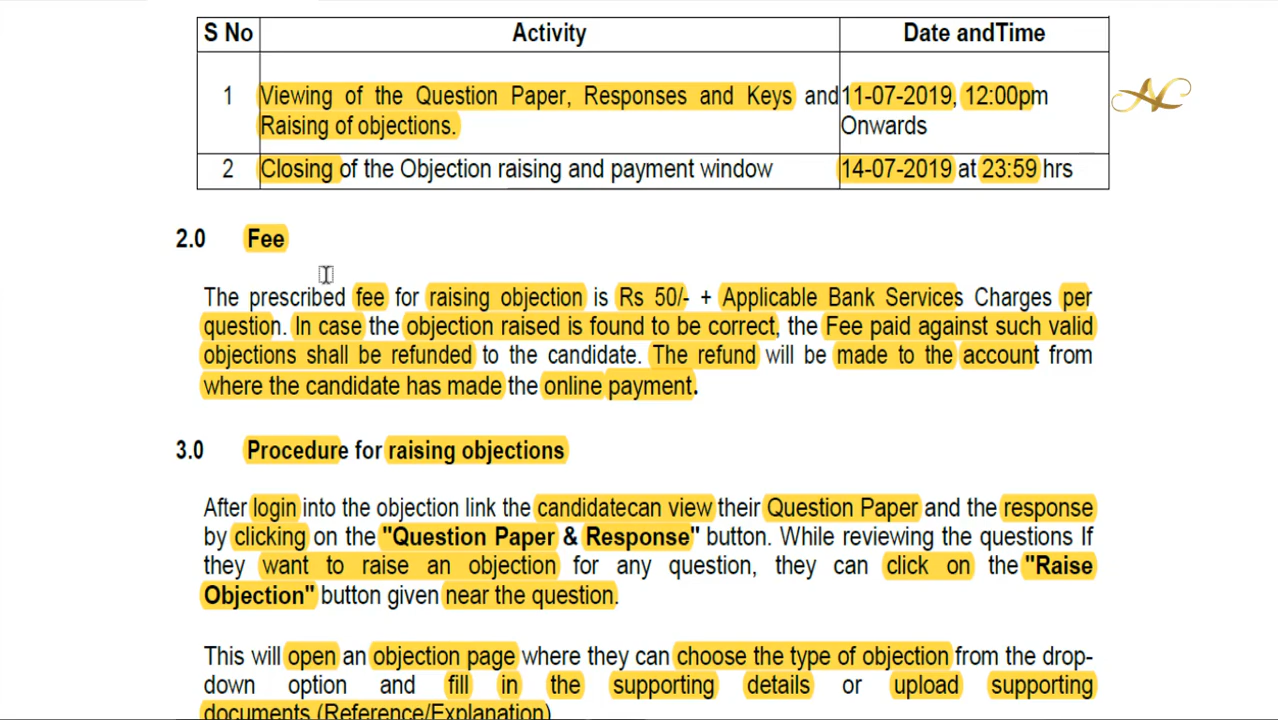 S No Activity Date andTime
1 Viewing of the Question Paper, Responses and Keys and 11-07-2019, 12:00pm
Raising of objections. Onwards
2 Closing of the Objection raising and payment window 14-07-2019 at 23:59 hrs
2.0 Fee
The prescribed fee for raising objection is Rs 50/- + Applicable Bank Services Charges per
question. In case the objection raised is found to be correct, the Fee paid against such valid
objections shall be refunded to the candidate. The refund will be made to the account from
where the candidate has made the online payment.
3.0 Procedure for raising objections
After login into the objection link the candidatecan view their Question Paper and the response
by clicking on the "Question Paper & Response" button. While reviewing the questions If
they want to raise an objection for any question, they can click on the "Raise
Objection" button given near the question.
This will open an objection page where they can choose the type of objection from the drop-
down option and fill in the supporting details or upload supporting
documents (Reference/Explanation)